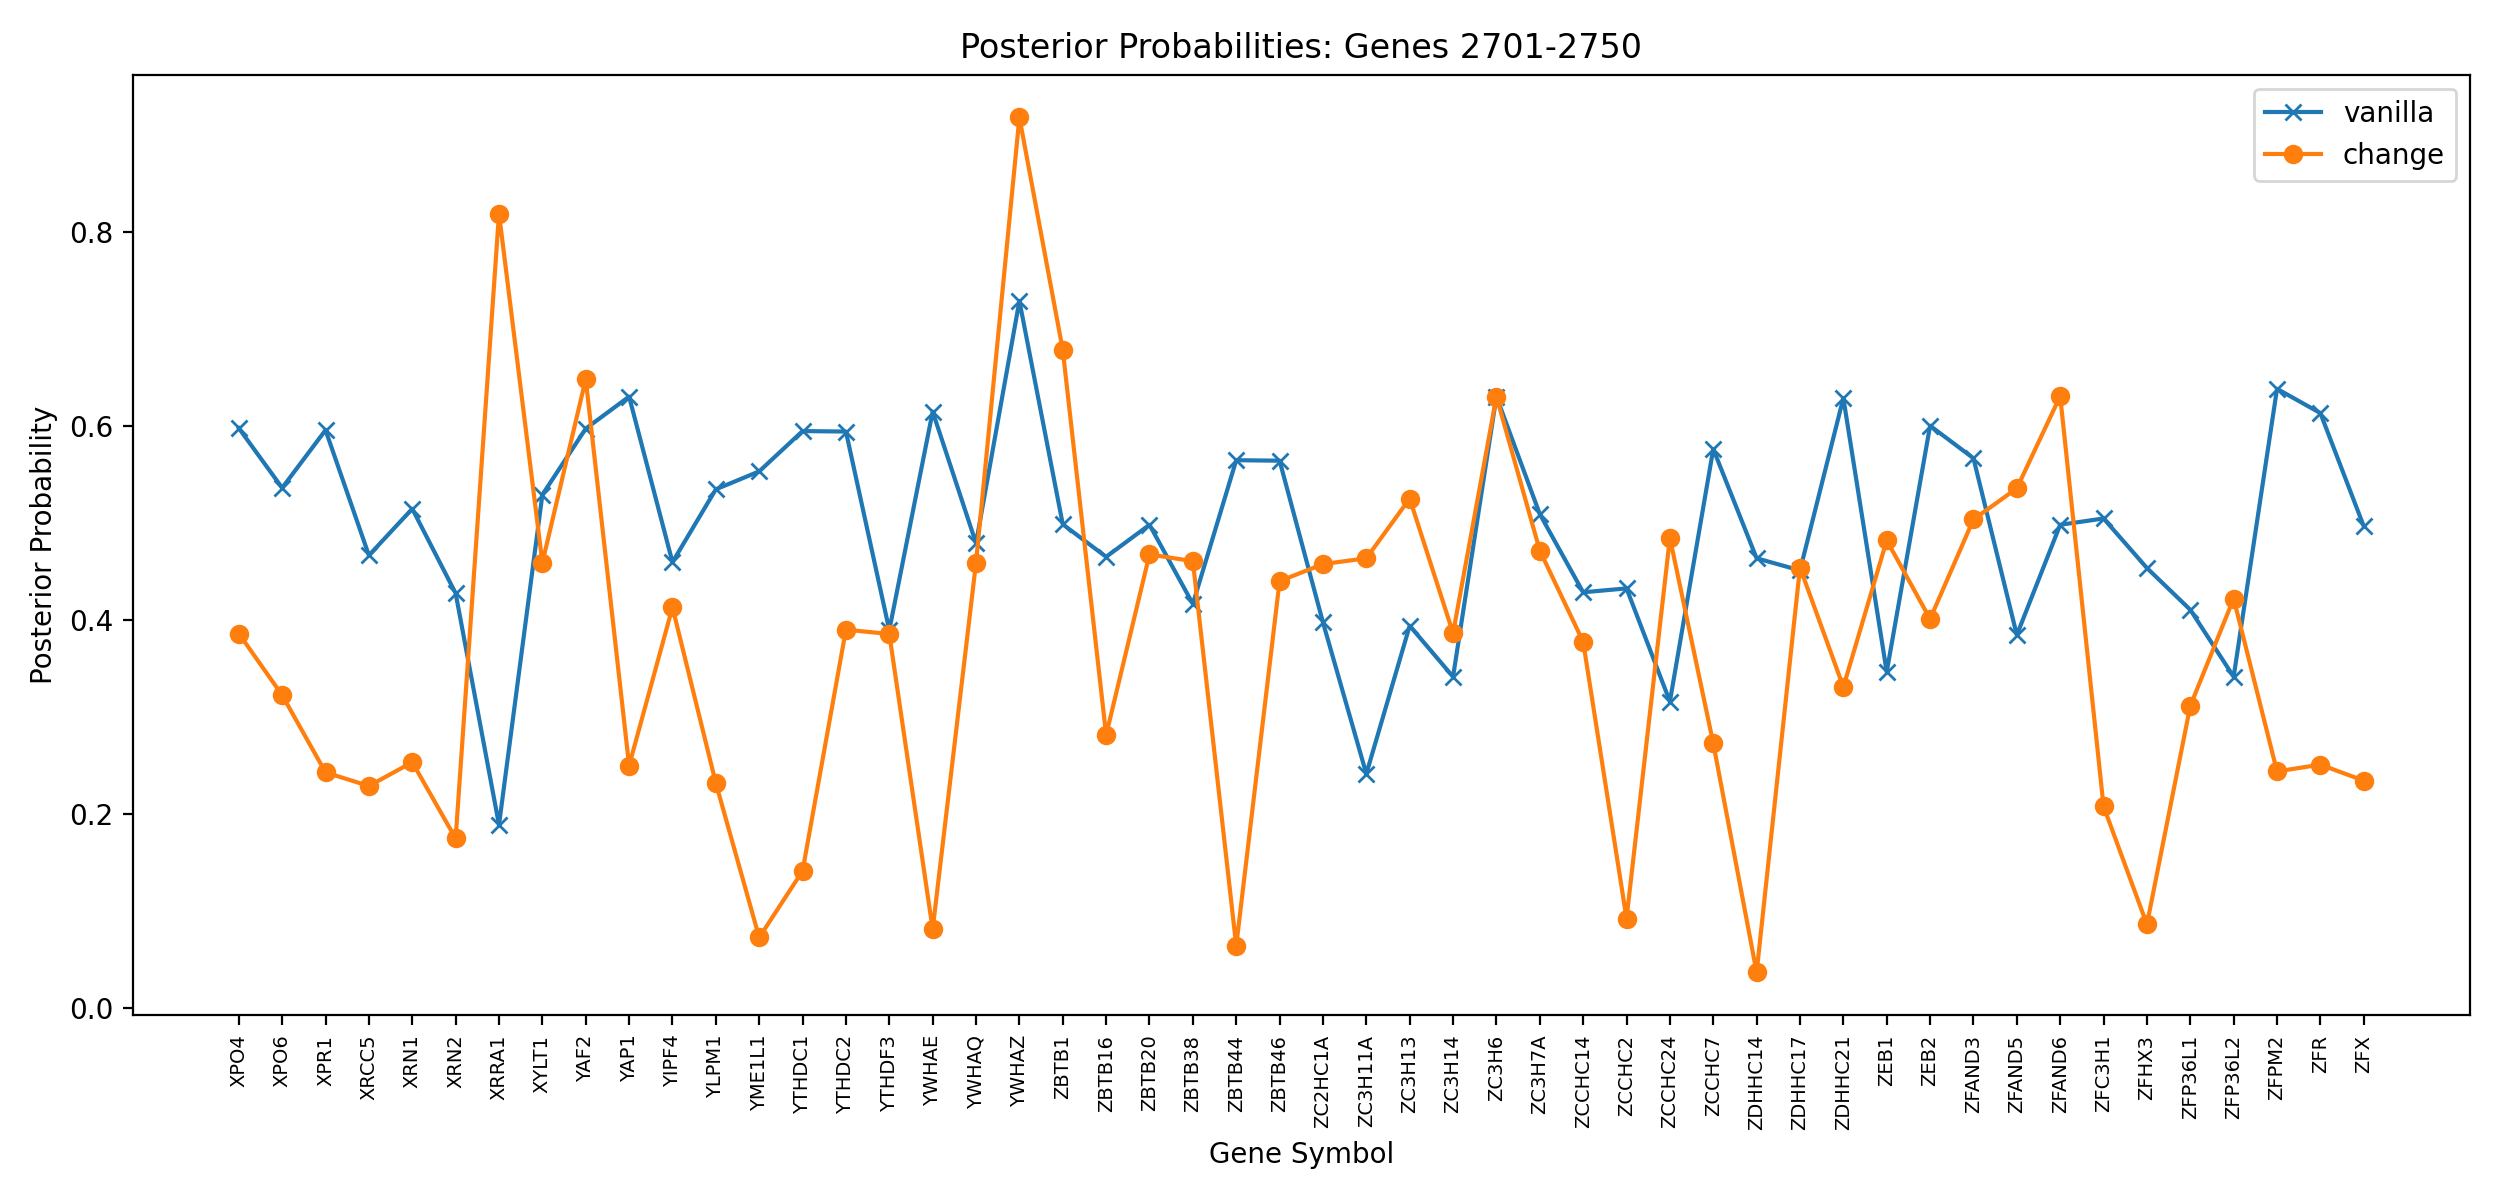 Posterior Probabilities: Genes 2701-2750
vanilla
change
Posterior Probability
0.8
0.6
0.4
0.2
0.0
XPO4
XPO6
XPR1
XRCC5
XRN1
XRN2
XRRA1
XYLT1
YAF2
YAP1
YIPF4
YLPM1
YME1L1
YTHDC1
YTHDC2
YTHDF3
YWHAE
YWHAQ
YWHAZ
ZBTB1
ZBTB16
ZBTB20
ZBTB38
ZBTB44
ZBTB46
ZC2HC1A
ZC3H11A
ZC3H13
ZC3H14
ZC3H6
ZC3H7A
ZCCHC14
ZCCHC2
ZCCHC24
ZCCHC7
ZDHHC14
ZDHHC17
ZDHHC21
ZEB1
ZEB2
ZFAND3
ZFAND5
ZFAND6
ZFC3H1
ZFHX3
ZFP36L1
ZFP36L2
ZFPM2
ZFR
ZFX
Gene Symbol